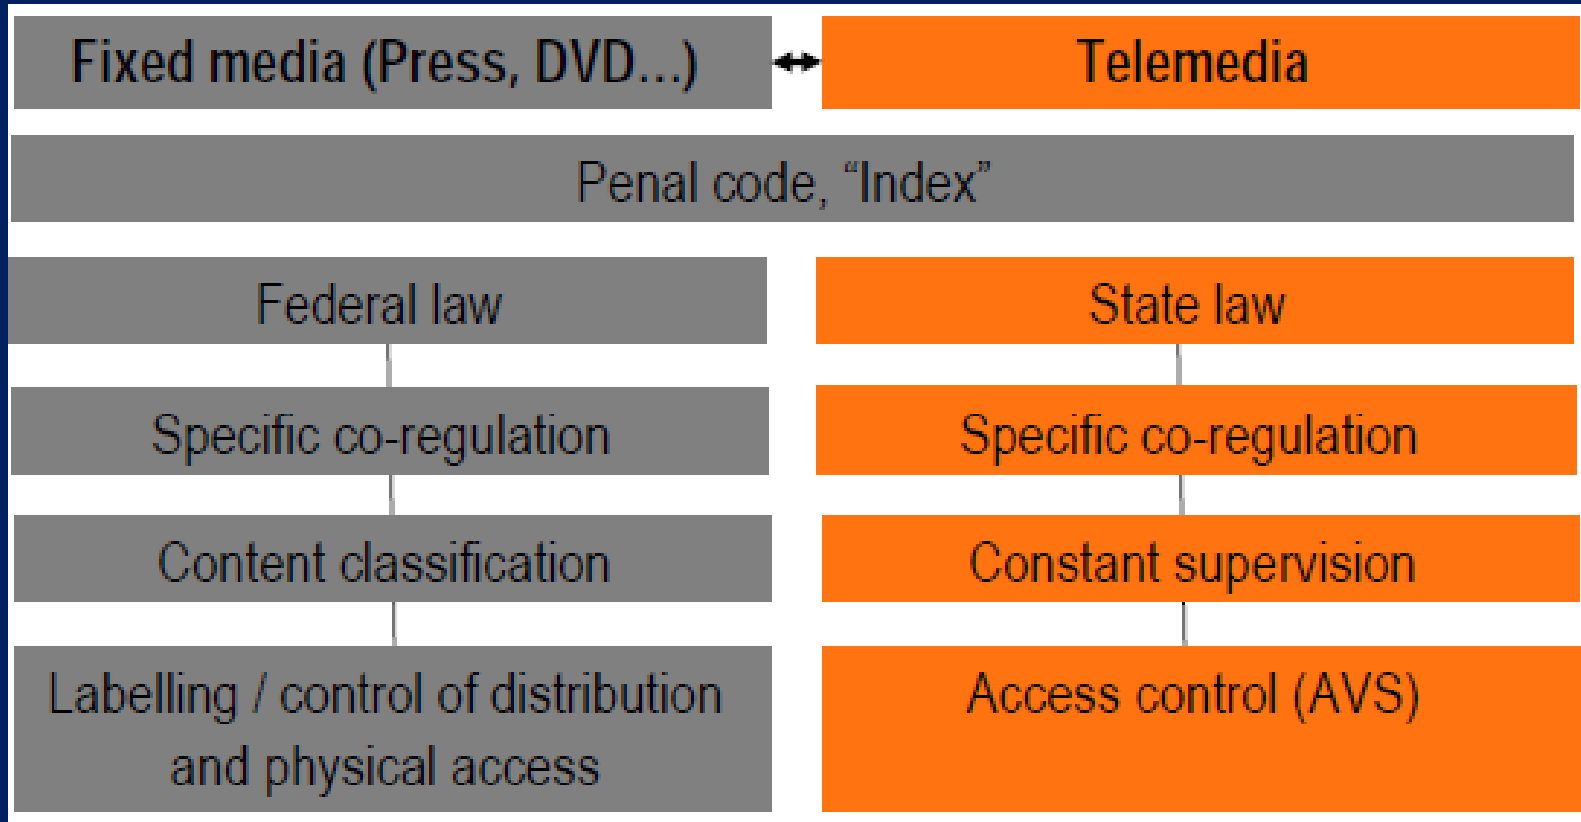 Fixed media (Press, DVD...)
Telemedia
Penal code, “Index”
Federal law
State law
Specific co-regulation
Specific co-regulation
Content classification
Constant supervision
Labelling / control of distribution
and physical access
Access control (AVS)